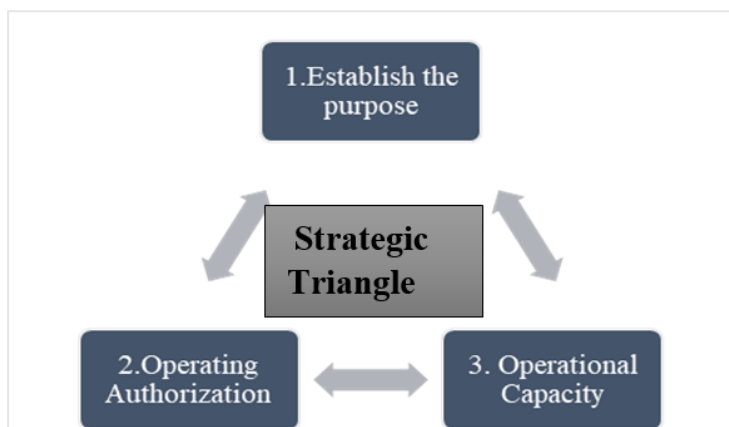 1.Establish the
purpose
Strategic
Triangle
2.Operating
Authorization
3. Operational
Capacity